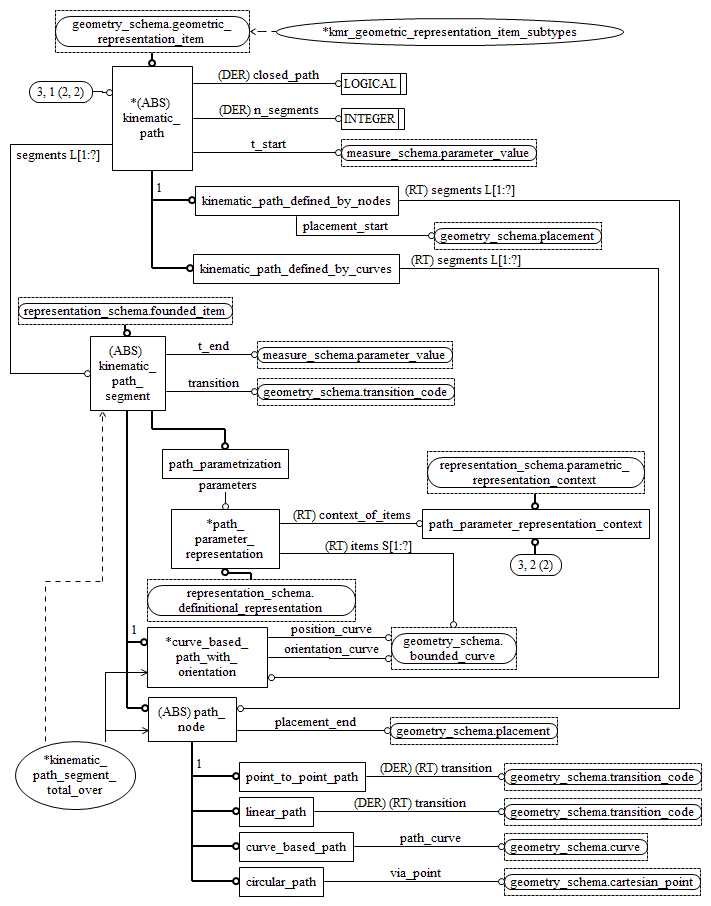 geometry_schema.geometric_
representation_item
*kmr_geometric_representation_item_subtypes
3, 1 (2, 2)
*(ABS)
kinematic_
path
(DER) closed_path
LOGICAL
(DER) n_segments
INTEGER
t_start
measure_schema.parameter_value
segments L[1:?]
1
kinematic_path_defined_by_nodes
(RT) segments L[1:?]
placement_start
geometry_schema.placement
kinematic_path_defined_by_curves
(RT) segments L[1:?]
representation_schema.founded_item
(ABS)
kinematic_
path_
segment
t_end
measure_schema.parameter_value
transition
geometry_schema.transition_code
path_parametrization
parameters
representation_schema.parametric_
representation_context
*path_
parameter_
representation
(RT) context_of_items
path_parameter_representation_context
(RT) items S[1:?]
3, 2 (2)
representation_schema.
definitional_representation
1
*curve_based_
path_with_
orientation
position_curve
orientation_curve
geometry_schema.
bounded_curve
(ABS) path_
node
placement_end
geometry_schema.placement
*kinematic_
path_segment_
total_over
1
point_to_point_path
(DER) (RT) transition
geometry_schema.transition_code
linear_path
(DER) (RT) transition
geometry_schema.transition_code
curve_based_path
path_curve
geometry_schema.curve
circular_path
via_point
geometry_schema.cartesian_point